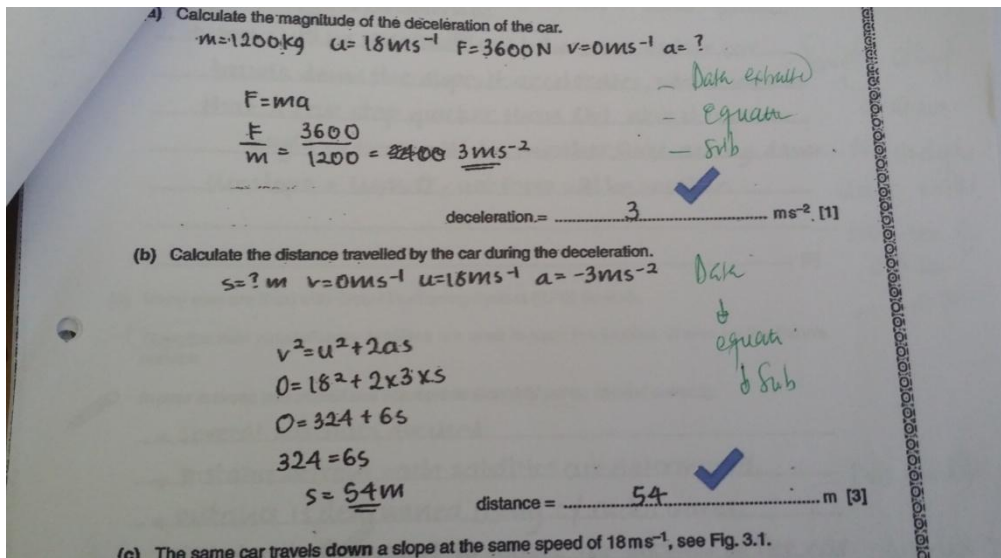 a) Calculate the magnitude of the deceleration of the car.
m=1200kg u= 18ms⁻¹ F=3600N v=0ms⁻¹ a= ?
- Data extracted
F=ma
- equate
F/m = 3600/1200 = 3ms⁻²
- Sub
deceleration.= 3 ms⁻². [1]
(b) Calculate the distance travelled by the car during the deceleration.
s=? m v=0ms⁻¹ u=18ms⁻¹ a= -3ms⁻²
Data
v²=u²+2as
equate
0=18²+2x3xs
Sub
0=324+6s
324=6s
s= 54m
distance = 54 m [3]
(c) The same car travels down a slope at the same speed of 18ms⁻¹, see Fig. 3.1.